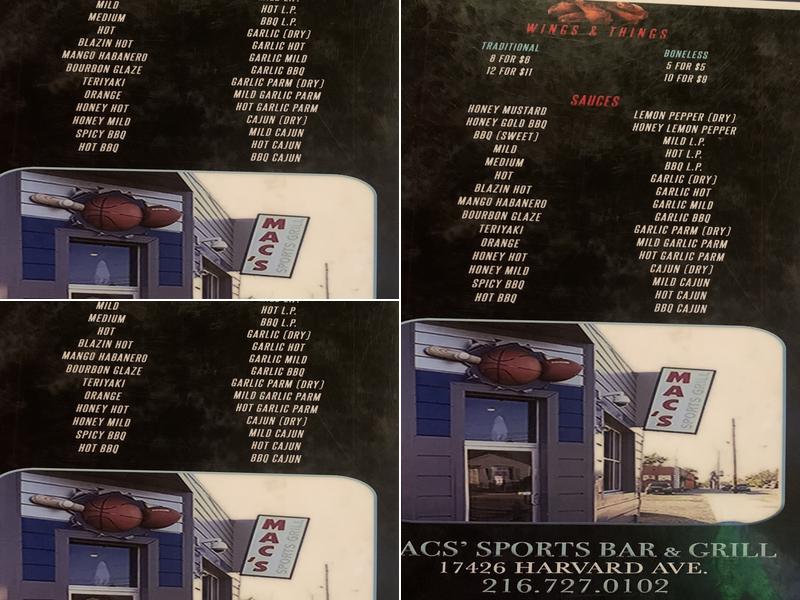 MILD
MEDIUM
HOT
BLAZIN HOT
MANGO HABANERO
BOURBON GLAZE
TERIYAKI
ORANGE
HONEY HOT
HONEY MILD
SPICY BBQ
HOT BBQ
HOT L.P.
BBQ L.P.
GARLIC (DRY)
GARLIC HOT
GARLIC MILD
GARLIC BBQ
GARLIC PARM (DRY)
MILD GARLIC PARM
HOT GARLIC PARM
CAJUN (DRY)
MILD CAJUN
HOT CAJUN
BBQ CAJUN
MAC'S
SPORTS GRILL
MILD
MEDIUM
HOT
BLAZIN HOT
MANGO HABANERO
BOURBON GLAZE
TERIYAKI
ORANGE
HONEY HOT
HONEY MILD
SPICY BBQ
HOT BBQ
HOT L.P.
BBQ L.P.
GARLIC (DRY)
GARLIC HOT
GARLIC MILD
GARLIC BBQ
GARLIC PARM (DRY)
MILD GARLIC PARM
HOT GARLIC PARM
CAJUN (DRY)
MILD CAJUN
HOT CAJUN
BBQ CAJUN
MAC'S
SPORTS GRILL
WINGS & THINGS
TRADITIONAL
8 FOR $8
12 FOR $11
BONELESS
5 FOR $5
10 FOR $9
SAUCES
HONEY MUSTARD
HONEY GOLD BBQ
BBQ (SWEET)
MILD
MEDIUM
HOT
BLAZIN HOT
MANGO HABANERO
BOURBON GLAZE
TERIYAKI
ORANGE
HONEY HOT
HONEY MILD
SPICY BBQ
HOT BBQ
LEMON PEPPER (DRY)
HONEY LEMON PEPPER
MILD L.P.
HOT L.P.
BBQ L.P.
GARLIC (DRY)
GARLIC HOT
GARLIC MILD
GARLIC BBQ
GARLIC PARM (DRY)
MILD GARLIC PARM
HOT GARLIC PARM
CAJUN (DRY)
MILD CAJUN
HOT CAJUN
BBQ CAJUN
MAC'S
SPORTS GRILL
ACS' SPORTS BAR & GRILL
17426 HARVARD AVE.
216.727.0102